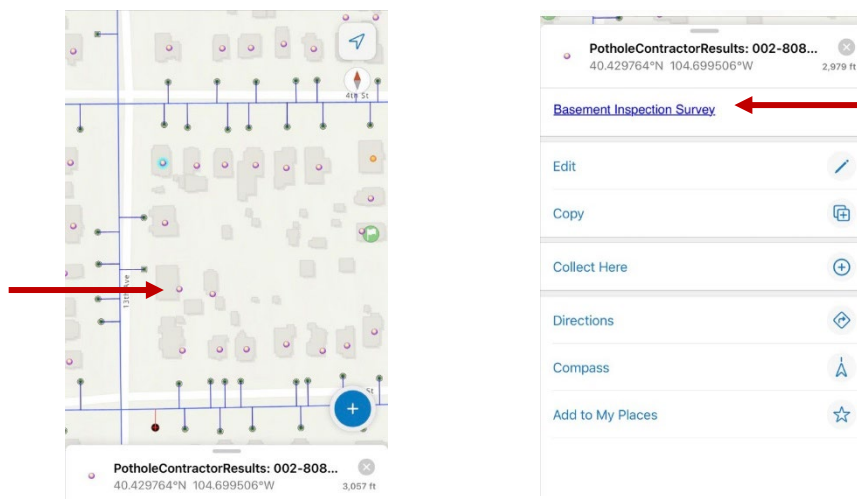 4th St
13th Ave
St
PotholeContractorResults: 002-808...
40.429764°N 104.699506°W
3,057 ft
PotholeContractorResults: 002-808...
40.429764°N 104.699506°W
2,979 ft
Basement Inspection Survey
Edit
Copy
Collect Here
Directions
Compass
Add to My Places